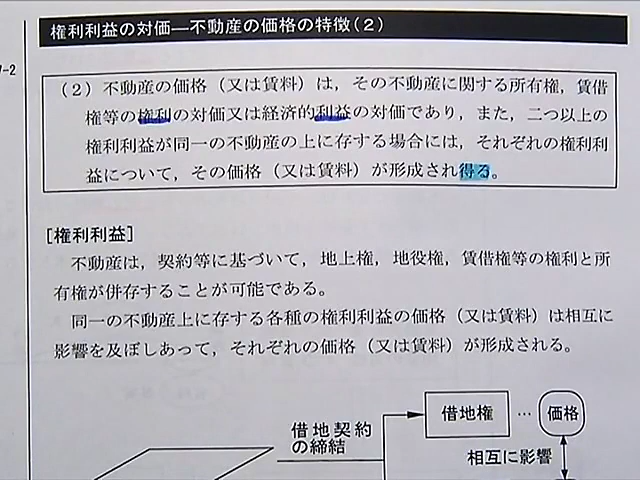 権利利益の対価―不動産の価格の特徴(2)
-2
(2)不動産の価格(又は賃料)は,その不動産に関する所有権,賃借
権等の権利の対価又は経済的利益の対価であり,また,二つ以上の
権利利益が同一の不動産の上に存する場合には,それぞれの権利利
益について,その価格(又は賃料)が形成され得る。
[権利利益]
不動産は,契約等に基づいて,地上権,地役権,賃借権等の権利と所
有権が併存することが可能である。
同一の不動産上に存する各種の権利利益の価格(又は賃料)は相互に
影響を及ぼしあって,それぞれの価格(又は賃料)が形成される。
借地契約
の締結
借地権 … 価格
相互に影響